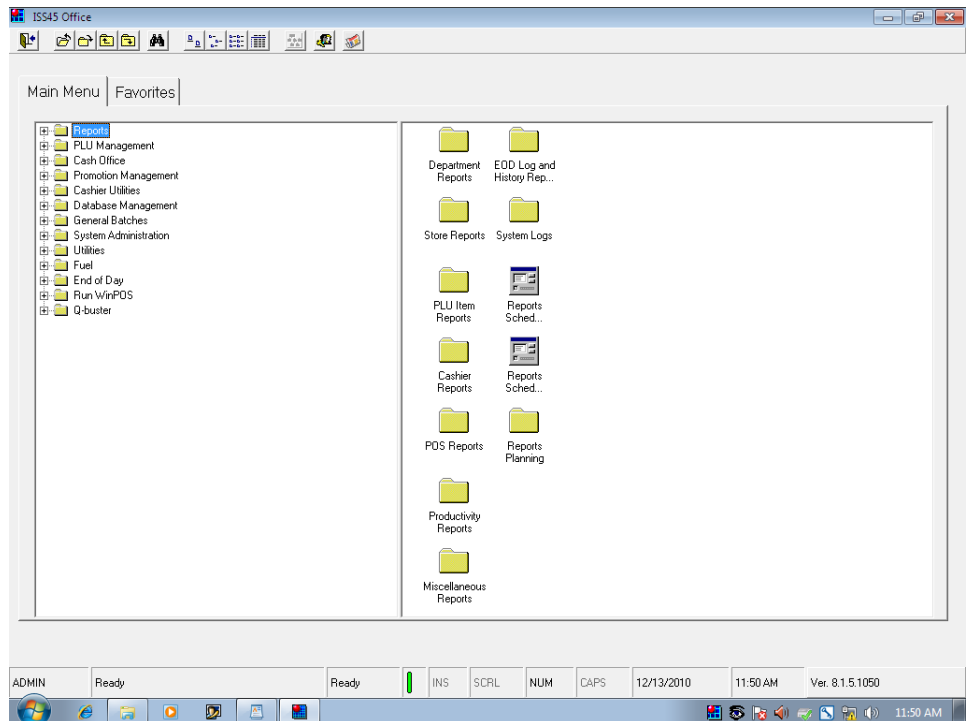 ISS45 Office
Main Menu
Favorites
Reports
PLU Management
Cash Office
Promotion Management
Cashier Utilities
Database Management
General Batches
System Administration
Utilities
Fuel
End of Day
Run WinPOS
Q-buster
Department
Reports
EOD Log and
History Rep...
Store Reports
System Logs
PLU Item
Reports
Reports
Sched...
Cashier
Reports
Reports
Sched...
POS Reports
Reports
Planning
Productivity
Reports
Miscellaneous
Reports
ADMIN
Ready
Ready
INS
SCRL
NUM
CAPS
12/13/2010
11:50 AM
Ver. 8.1.5.1050
11:50 AM